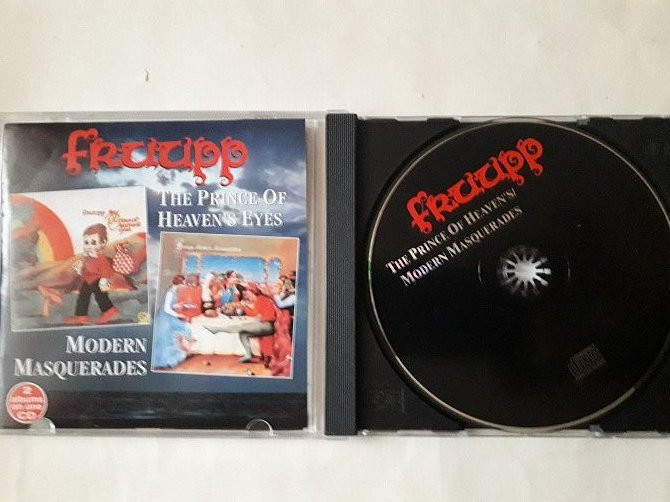 Fruupp
THE PRINCE OF
HEAVEN'S EYES
MODERN
MASQUERADES
2
albums
on one
CD
Fruupp
THE PRINCE OF HEAVEN'S/
MODERN MASQUERADES